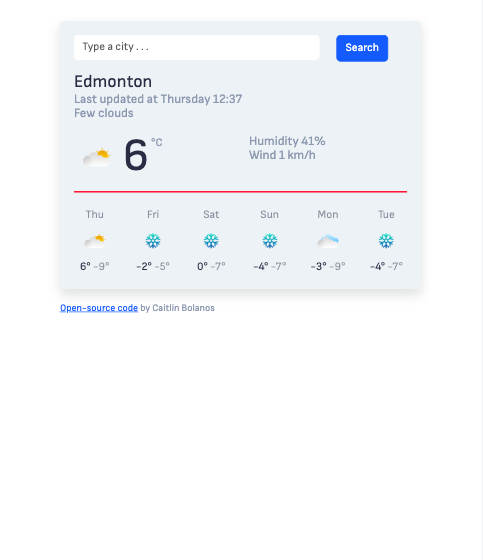 Type a city . . .
Search
Edmonton
Last updated at Thursday 12:37
Few clouds
6 °C
Humidity 41%
Wind 1 km/h
Thu Fri Sat Sun Mon Tue
6° -9° -2° -5° 0° -7° -4° -7° -3° -9° -4° -7°
Open-source code by Caitlin Bolanos